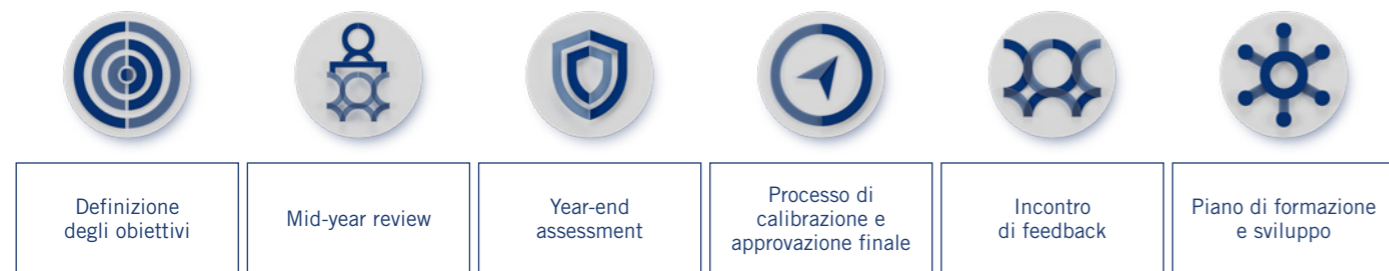 Definizione
degli obiettivi
Mid-year review
Year-end
assessment
Processo di
calibrazione e
approvazione finale
Incontro
di feedback
Piano di formazione
e sviluppo